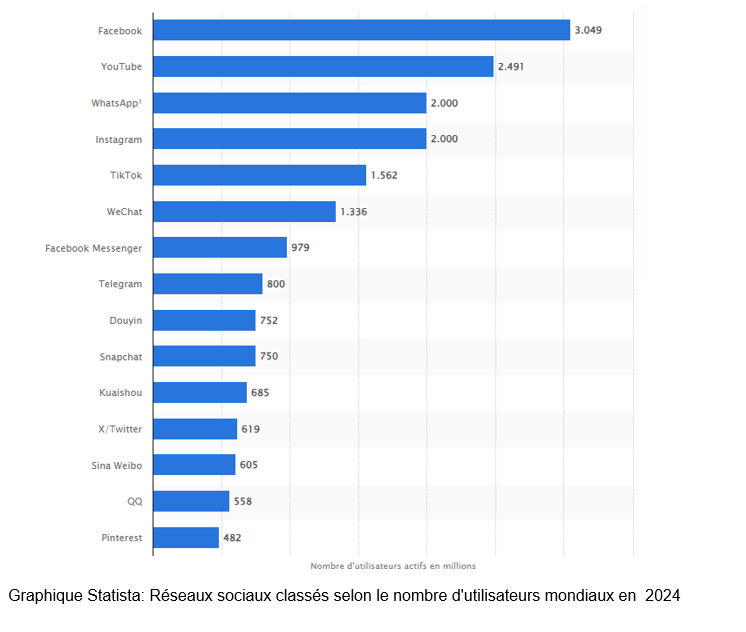 Facebook 3.049
YouTube 2.491
WhatsApp¹ 2.000
Instagram 2.000
TikTok 1.562
WeChat 1.336
Facebook Messenger 979
Telegram 800
Douyin 752
Snapchat 750
Kuaishou 685
X/Twitter 619
Sina Weibo 605
QQ 558
Pinterest 482
Nombre d'utilisateurs actifs en millions
Graphique Statista: Réseaux sociaux classés selon le nombre d'utilisateurs mondiaux en  2024